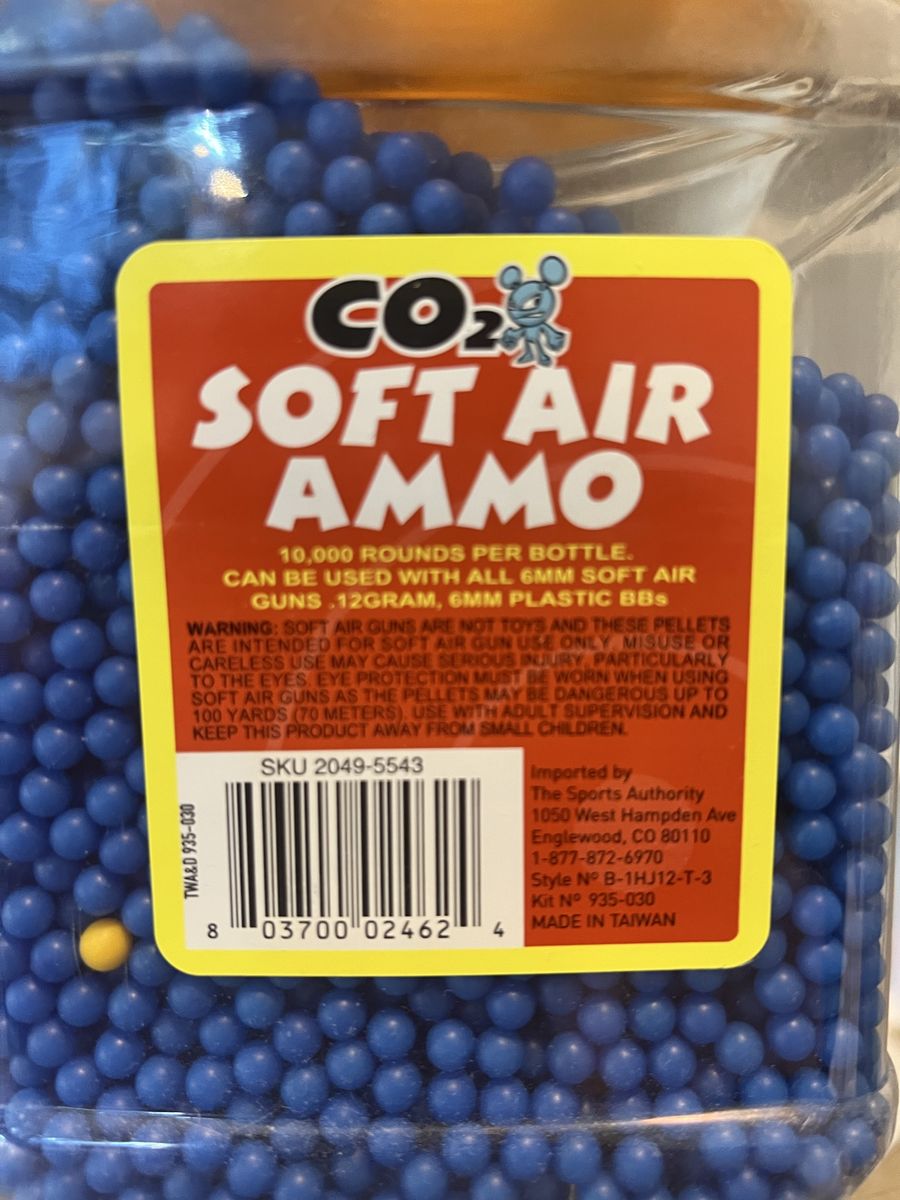 CO2
SOFT AIR
AMMO
10,000 ROUNDS PER BOTTLE.
CAN BE USED WITH ALL 6MM SOFT AIR
GUNS .12GRAM, 6MM PLASTIC BBs
WARNING: SOFT AIR GUNS ARE NOT TOYS AND THESE PELLETS
ARE INTENDED FOR SOFT AIR GUN USE ONLY. MISUSE OR
CARELESS USE MAY CAUSE SERIOUS INJURY, PARTICULARLY
TO THE EYES. EYE PROTECTION MUST BE WORN WHEN USING
SOFT AIR GUNS AS THE PELLETS MAY BE DANGEROUS UP TO
100 YARDS (70 METERS). USE WITH ADULT SUPERVISION AND
KEEP THIS PRODUCT AWAY FROM SMALL CHILDREN.
SKU 2049-5543
TWA&D 935-030
8 03700 02462 4
Imported by
The Sports Authority
1050 West Hampden Ave
Englewood, CO 80110
1-877-872-6970
Style Nº B-1HJ12-T-3
Kit Nº 935-030
MADE IN TAIWAN